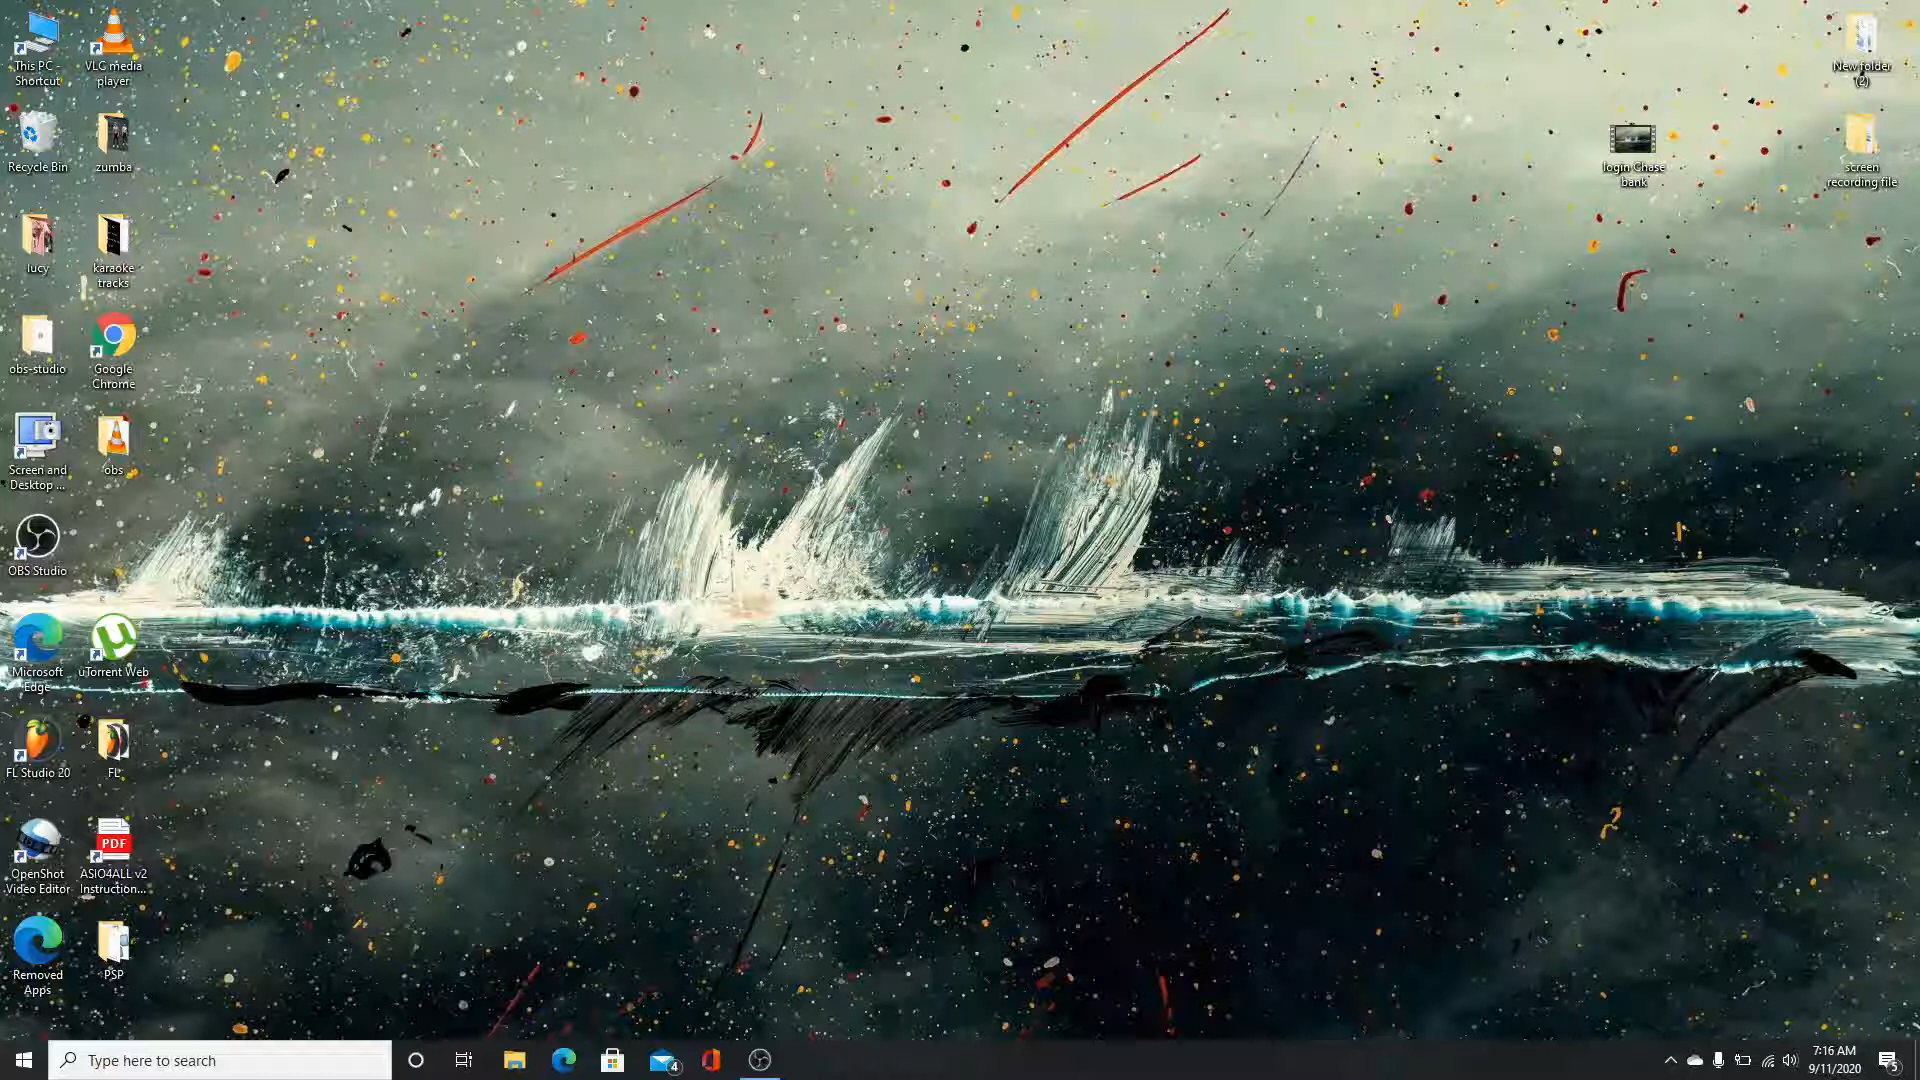 This PC -
Shortcut
VLC media
player
Recycle Bin
zumba
lucy
karaoke
tracks
obs-studio
Google
Chrome
Screen and
Desktop ...
obs
OBS Studio
Microsoft
Edge
uTorrent Web
FL Studio 20
FL
OpenShot
Video Editor
PDF
ASIO4ALL v2
Instruction...
Removed
Apps
PSP
New folder
(2)
login Chase
bank
screen
recording file
Type here to search
4
7:16 AM
9/11/2020
5